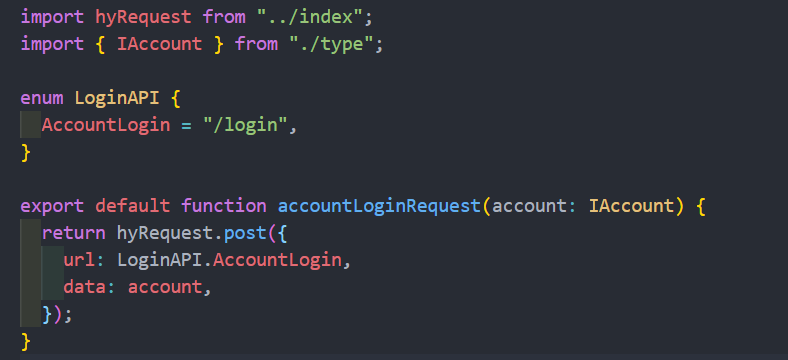 import hyRequest from "../index";
import { IAccount } from "./type";
enum LoginAPI {
AccountLogin = "/login",
}
export default function accountLoginRequest(account: IAccount) {
return hyRequest.post({
url: LoginAPI.AccountLogin,
data: account,
});
}